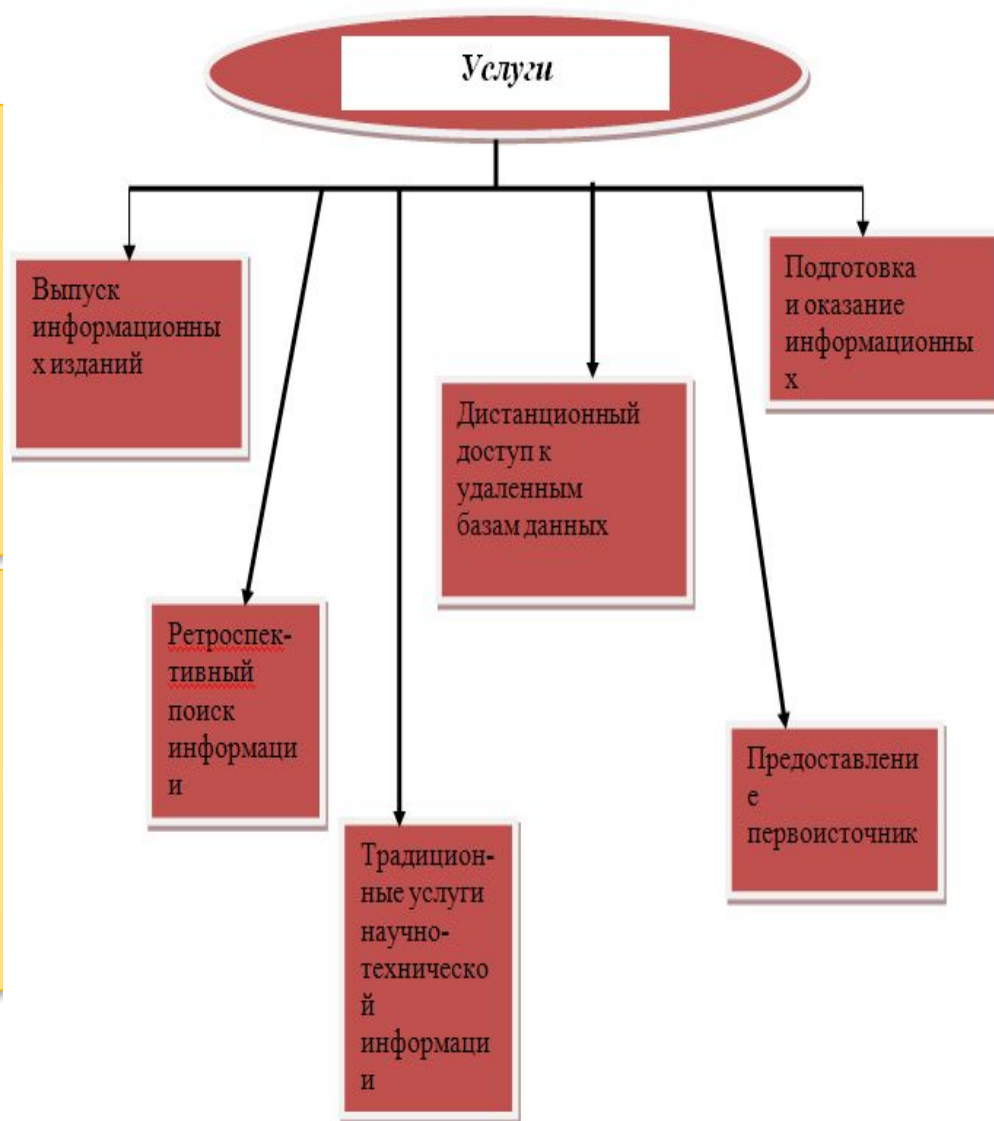 Услуги
Выпуск
информационны
х изданий
Подготовка
и оказание
информационны
х
Дистанционный
доступ к
удаленным
базам данных
Ретроспек-
тивный
поиск
информаци
и
Предоставлени
е
первоисточник
Традицион-
ные услуги
научно-
техническо
й
информаци
и